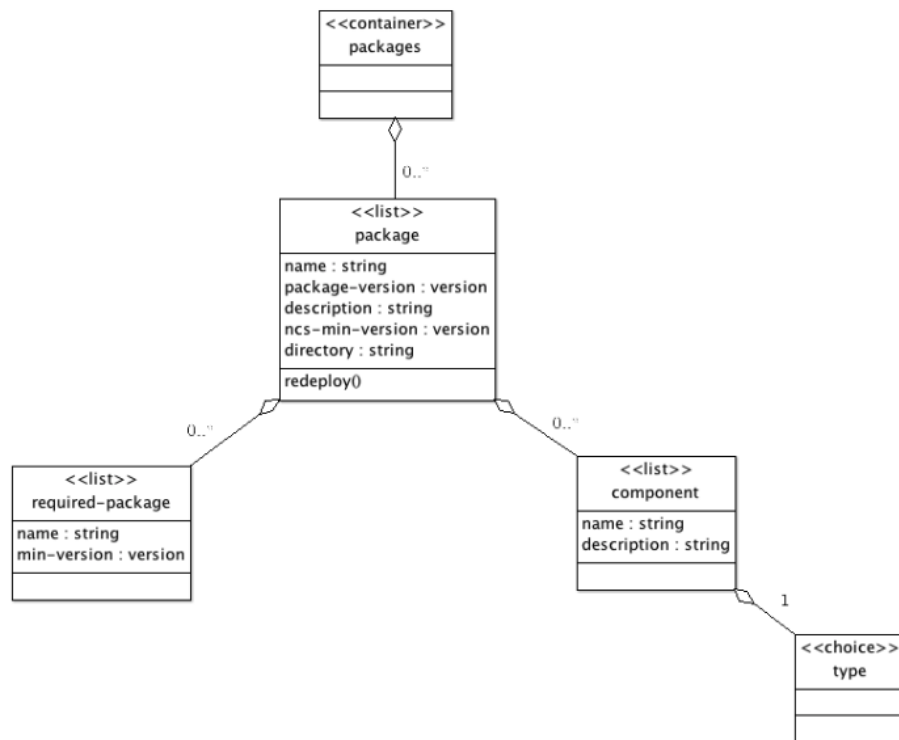 <<container>>
packages
0..*
<<list>>
package
name : string
package-version : version
description : string
ncs-min-version : version
directory : string
redeploy()
0..*
0..*
<<list>>
required-package
name : string
min-version : version
<<list>>
component
name : string
description : string
1
<<choice>>
type